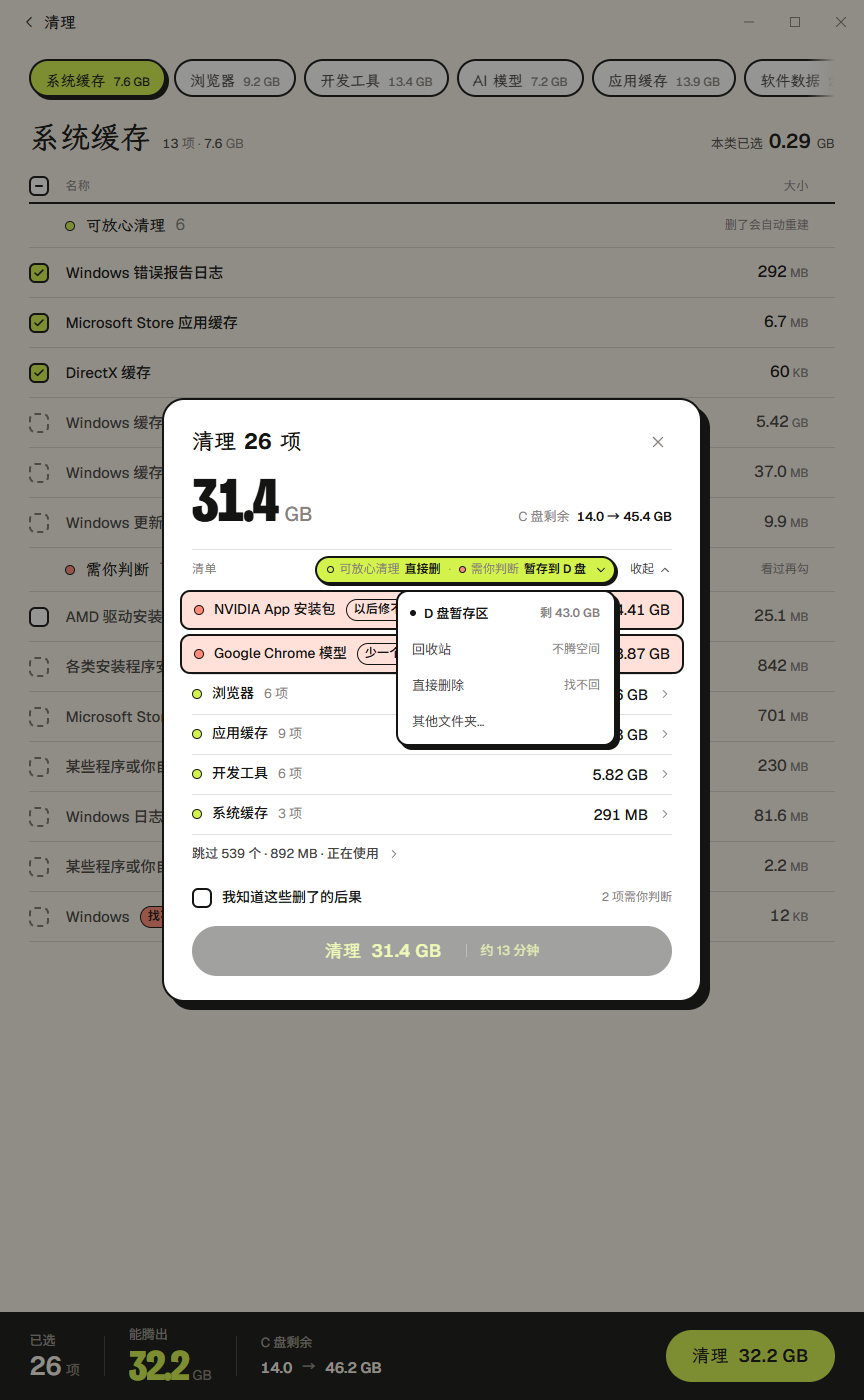 清理
系统缓存 7.6 GB
浏览器 9.2 GB
开发工具 13.4 GB
AI 模型 7.2 GB
应用缓存 13.9 GB
软件数据
系统缓存 13 项 · 7.6 GB
本类已选 0.29 GB
名称 大小
可放心清理 6 删了会自动重建
Windows 错误报告日志 292 MB
Microsoft Store 应用缓存 6.7 MB
DirectX 缓存 60 KB
Windows 缓存 5.42 GB
Windows 缓存 37.0 MB
Windows 更新 9.9 MB
需你判断 看过再勾
AMD 驱动安装 25.1 MB
各类安装程序 842 MB
Microsoft Sto 701 MB
某些程序或你 230 MB
Windows 日志 81.6 MB
某些程序或你 2.2 MB
Windows 找 12 KB
清理 26 项
31.4 GB
C 盘剩余 14.0 → 45.4 GB
清单
可放心清理 直接删 · 需你判断 暂存到 D 盘
收起
NVIDIA App 安装包 以后修 .41 GB
Google Chrome 模型 少一 .87 GB
D 盘暂存区 剩 43.0 GB
回收站 不腾空间
直接删除 找不回
其他文件夹…
浏览器 6 项 GB
应用缓存 9 项 GB
开发工具 6 项 5.82 GB
系统缓存 3 项 291 MB
跳过 539 个 · 892 MB · 正在使用
我知道这些删了的后果 2 项需你判断
清理 31.4 GB 约 13 分钟
已选
26 项
能腾出
32.2 GB
C 盘剩余
14.0 → 46.2 GB
清理 32.2 GB